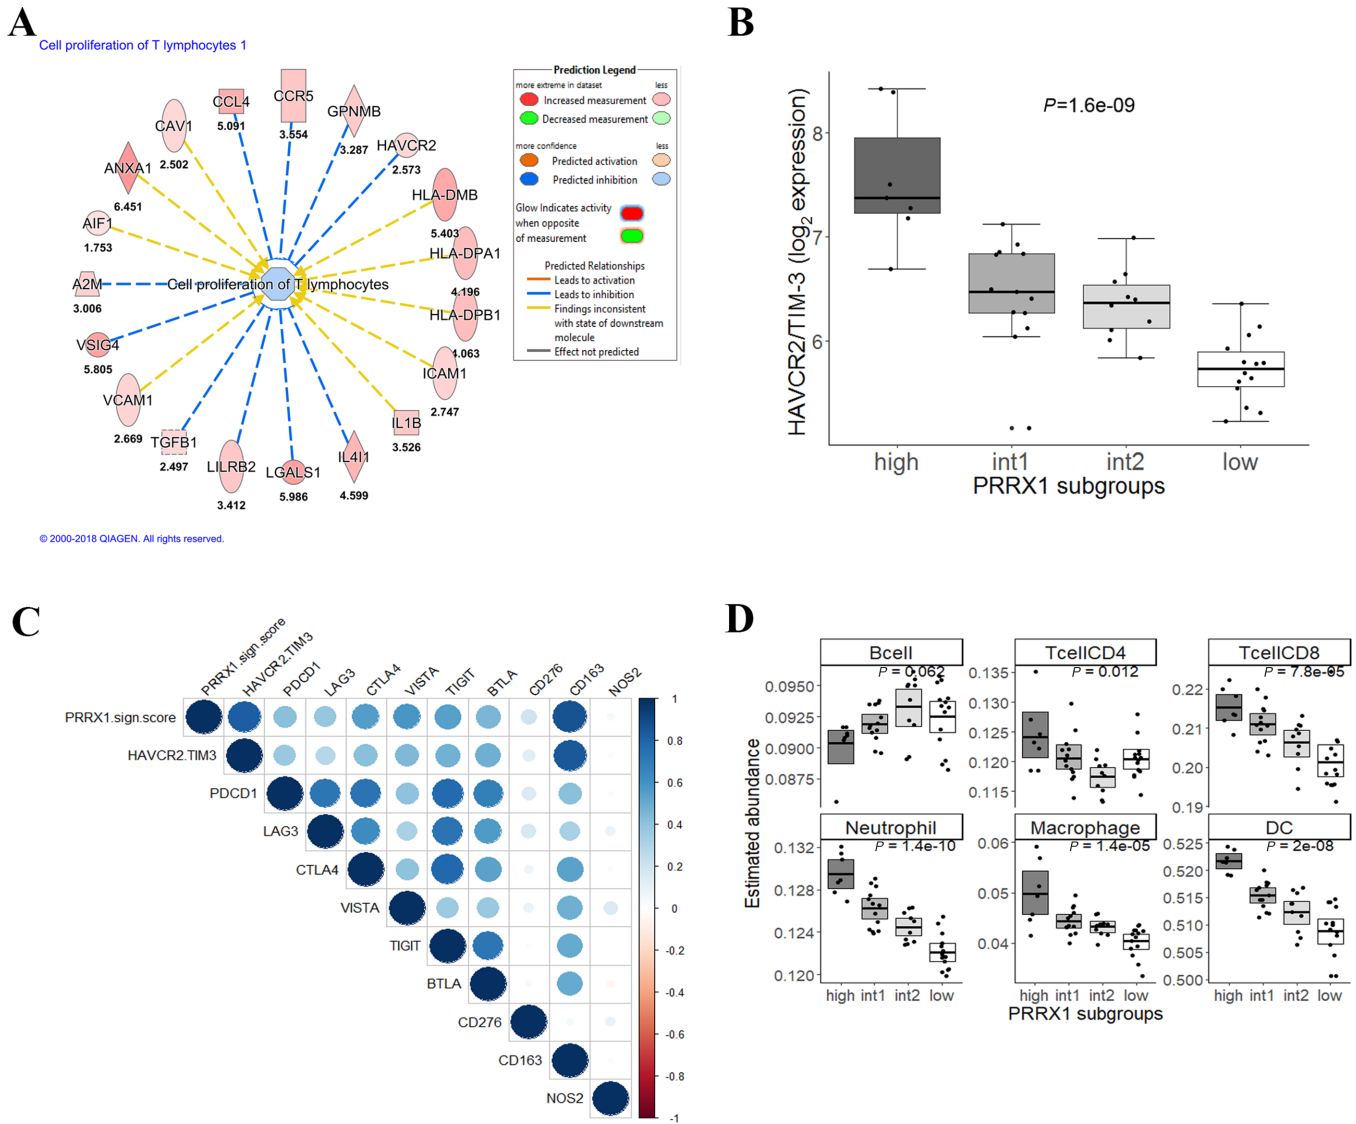 A
Cell proliferation of T lymphocytes 1
CCL4
5.091
CCR5
3.554
GPNMB
3.287
HAVCR2
2.573
HLA-DMB
5.403
HLA-DPA1
4.196
HLA-DPB1
4.063
ICAM1
2.747
IL1B
3.526
IL4I1
4.599
LGALS1
5.986
LILRB2
3.412
TGFB1
2.497
VCAM1
2.669
VSIG4
5.805
A2M
3.006
AIF1
1.753
ANXA1
6.451
CAV1
2.502
Cell proliferation of T lymphocytes
Prediction Legend
more extreme in dataset less
Increased measurement
Decreased measurement
more confidence less
Predicted activation
Predicted inhibition
Glow Indicates activity
when opposite
of measurement
Predicted Relationships
Leads to activation
Leads to inhibition
Findings inconsistent
with state of downstream
molecule
Effect not predicted
© 2000-2018 QIAGEN. All rights reserved.
B
P=1.6e-09
HAVCR2/TIM-3 (log2 expression)
8
7
6
high int1 int2 low
PRRX1 subgroups
C
PRRX1.sign.score
HAVCR2.TIM3
PDCD1
LAG3
CTLA4
VISTA
TIGIT
BTLA
CD276
CD163
NOS2
PRRX1.sign.score
HAVCR2.TIM3
PDCD1
LAG3
CTLA4
VISTA
TIGIT
BTLA
CD276
CD163
NOS2
1
0.8
0.6
0.4
0.2
0
-0.2
-0.4
-0.6
-0.8
-1
D
Estimated abundance
Bcell
P = 0.062
0.0950
0.0925
0.0900
0.0875
TcellCD4
P = 0.012
0.135
0.125
0.120
0.115
TcellCD8
P = 7.8e-05
0.22
0.21
0.20
0.19
Neutrophil
P = 1.4e-10
0.132
0.128
0.124
0.120
Macrophage
P = 1.4e-05
0.06
0.05
0.04
DC
P = 2e-08
0.525
0.520
0.515
0.510
0.505
0.500
high int1 int2 low
high int1 int2 low
high int1 int2 low
PRRX1 subgroups